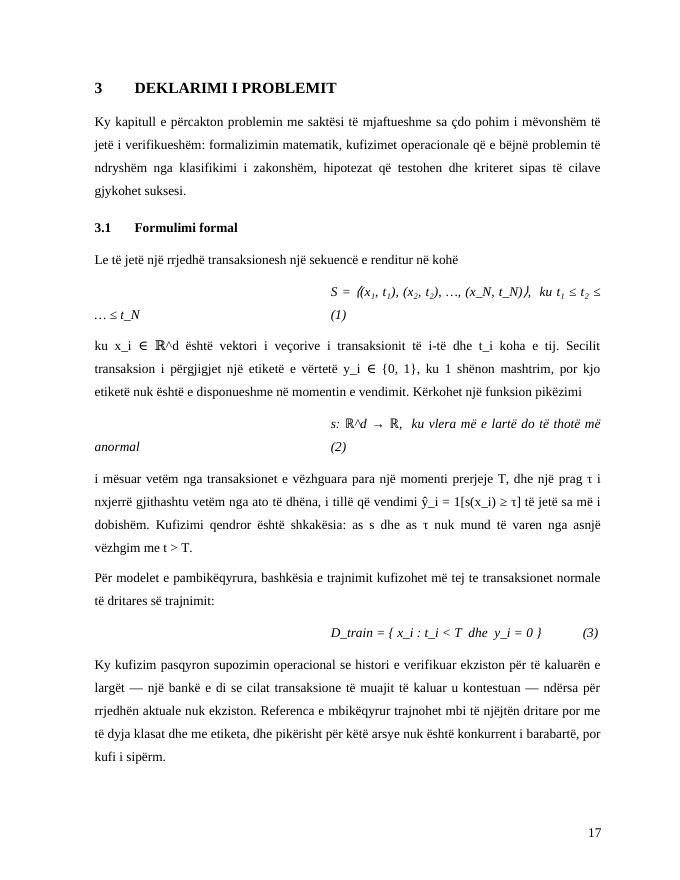 3 DEKLARIMI I PROBLEMIT
Ky kapitull e përcakton problemin me saktësi të mjaftueshme sa çdo pohim i mëvonshëm të
jetë i verifikueshëm: formalizimin matematik, kufizimet operacionale që e bëjnë problemin të
ndryshëm nga klasifikimi i zakonshëm, hipotezat që testohen dhe kriteret sipas të cilave
gjykohet suksesi.
3.1 Formulimi formal
Le të jetë një rrjedhë transaksionesh një sekuencë e renditur në kohë
S = ⟨(x₁, t₁), (x₂, t₂), …, (x_N, t_N)⟩, ku t₁ ≤ t₂ ≤
… ≤ t_N (1)
ku x_i ∈ ℝ^d është vektori i veçorive i transaksionit të i-të dhe t_i koha e tij. Secilit
transaksion i përgjigjet një etiketë e vërtetë y_i ∈ {0, 1}, ku 1 shënon mashtrim, por kjo
etiketë nuk është e disponueshme në momentin e vendimit. Kërkohet një funksion pikëzimi
s: ℝ^d → ℝ, ku vlera më e lartë do të thotë më
anormal (2)
i mësuar vetëm nga transaksionet e vëzhguara para një momenti prerjeje T, dhe një prag τ i
nxjerrë gjithashtu vetëm nga ato të dhëna, i tillë që vendimi ŷ_i = 1[s(x_i) ≥ τ] të jetë sa më i
dobishëm. Kufizimi qendror është shkakësia: as s dhe as τ nuk mund të varen nga asnjë
vëzhgim me t > T.
Për modelet e pambikëqyrura, bashkësia e trajnimit kufizohet më tej te transaksionet normale
të dritares së trajnimit:
D_train = { x_i : t_i < T dhe y_i = 0 } (3)
Ky kufizim pasqyron supozimin operacional se histori e verifikuar ekziston për të kaluarën e
largët — një bankë e di se cilat transaksione të muajit të kaluar u kontestuan — ndërsa për
rrjedhën aktuale nuk ekziston. Referenca e mbikëqyrur trajnohet mbi të njëjtën dritare por me
të dyja klasat dhe me etiketa, dhe pikërisht për këtë arsye nuk është konkurrent i barabartë, por
kufi i sipërm.
17